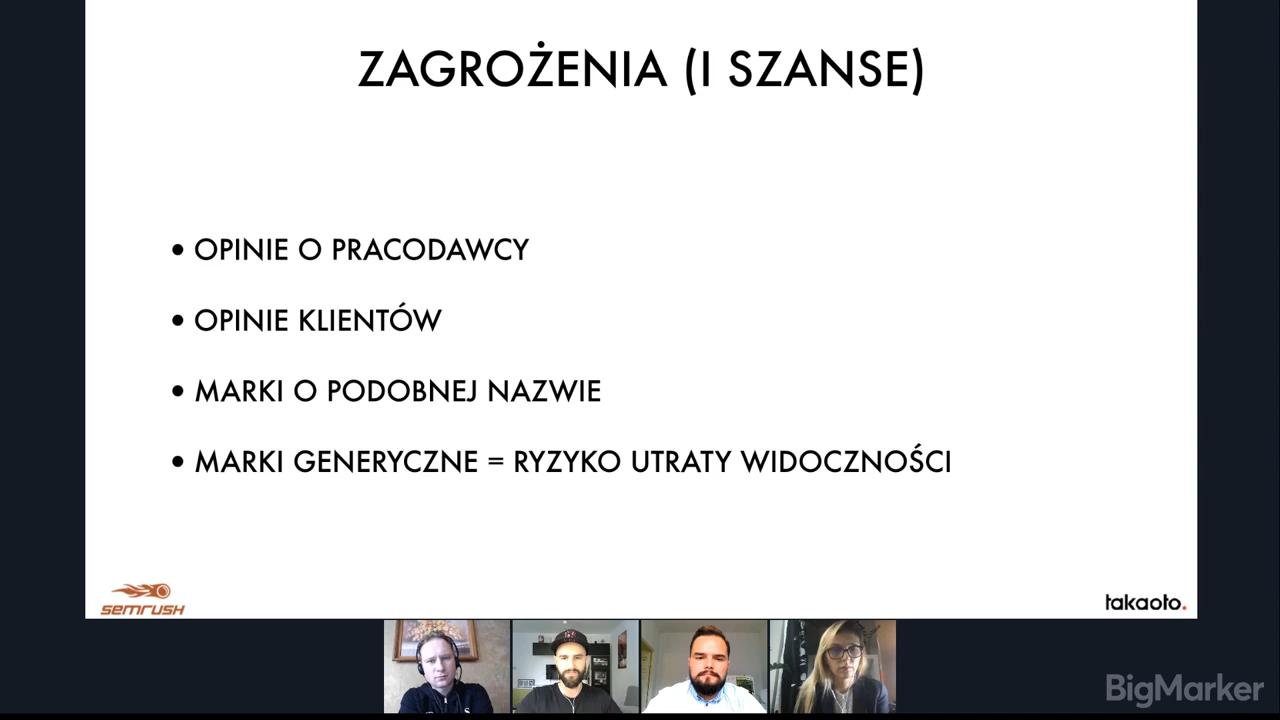 ZAGROŻENIA (I SZANSE)
• OPINIE O PRACODAWCY
• OPINIE KLIENTÓW
• MARKI O PODOBNEJ NAZWIE
• MARKI GENERYCZNE = RYZYKO UTRATY WIDOCZNOŚCI
semrush
takaoto.
BigMarker